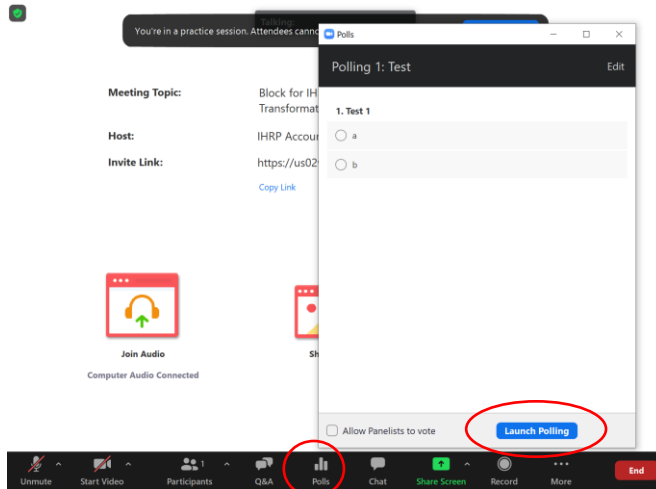 Talking:
You're in a practice session. Attendees canno
Polls
Polling 1: Test
Edit
Meeting Topic:
Block for IH
Transformat
Host:
IHRP Accour
Invite Link:
https://us02
Copy Link
1. Test 1
a
b
Join Audio
Computer Audio Connected
Sh
Allow Panelists to vote
Launch Polling
Unmute
Start Video
1
Participants
Q&A
Polls
Chat
Share Screen
Record
More
End